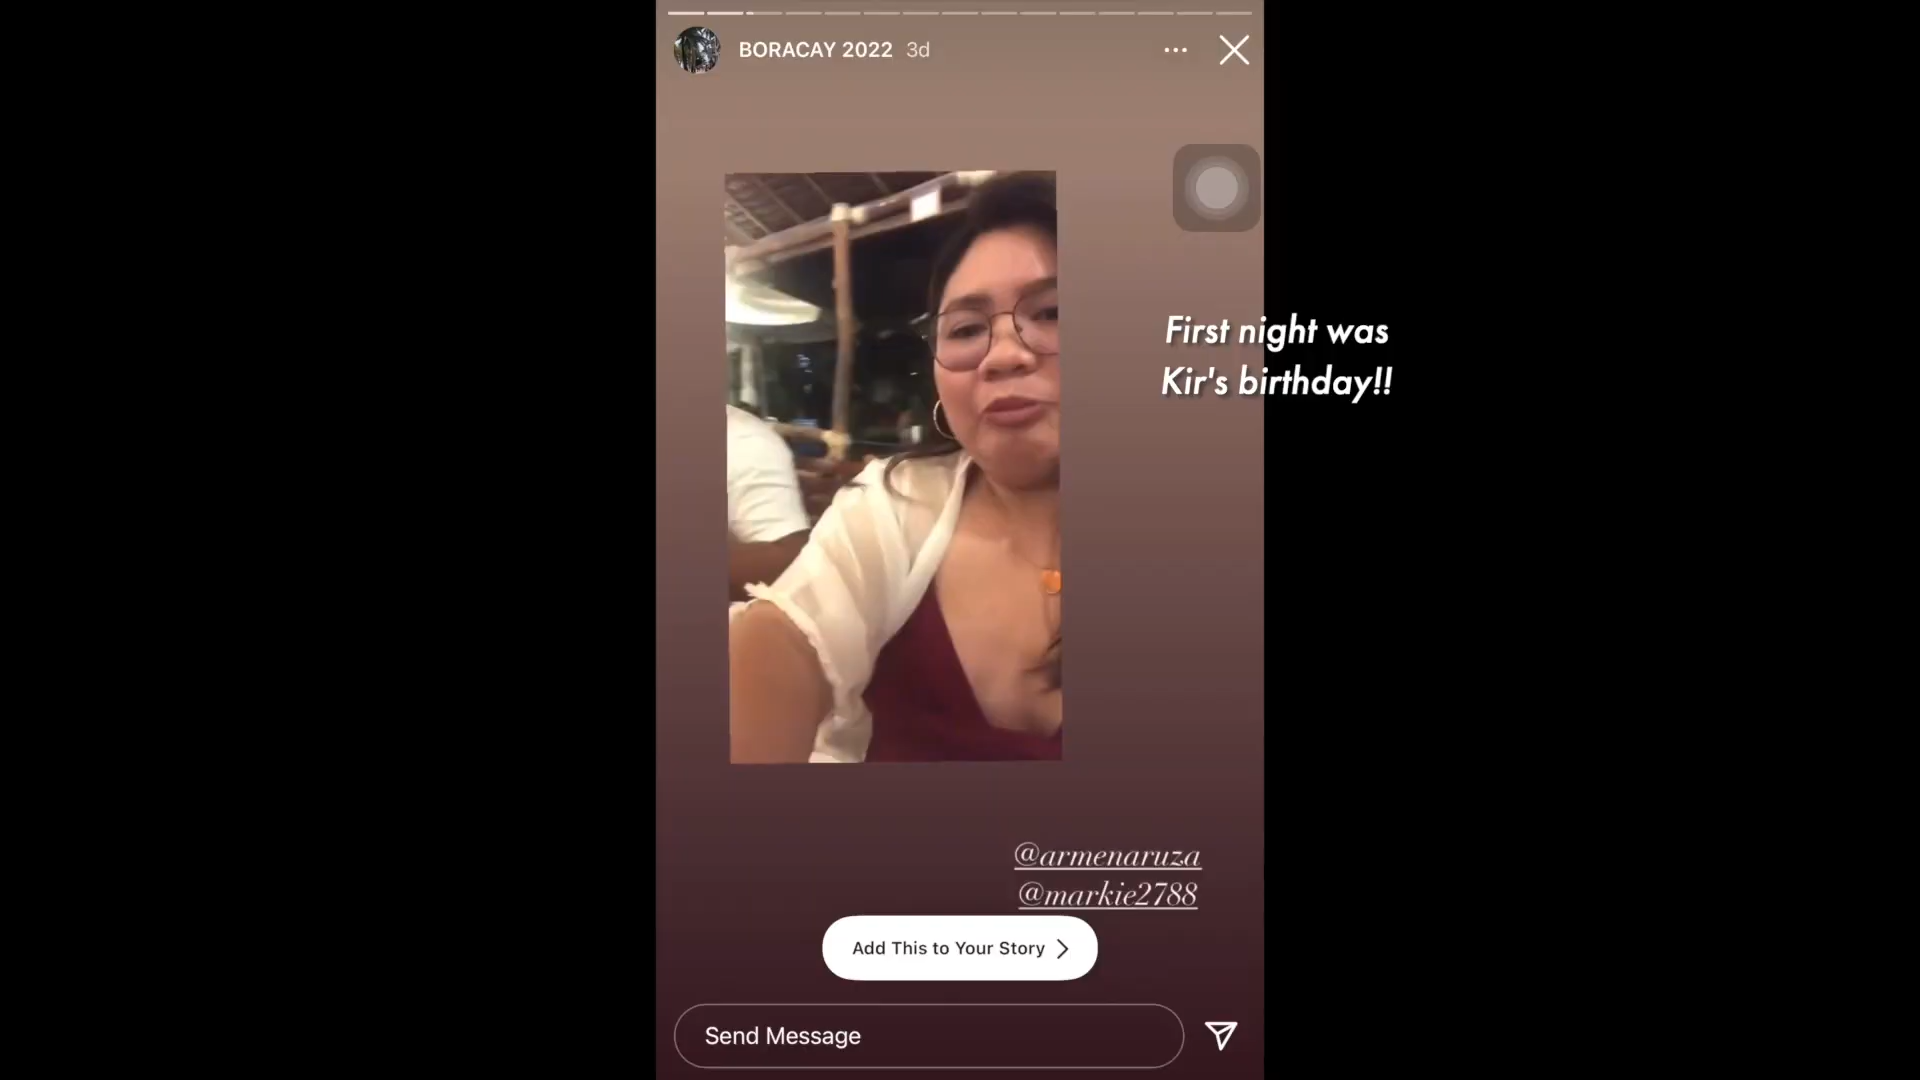 BORACAY 2022 3d
First night was
Kir's birthday!!
@armenaruza
@markie2788
Add This to Your Story
Send Message